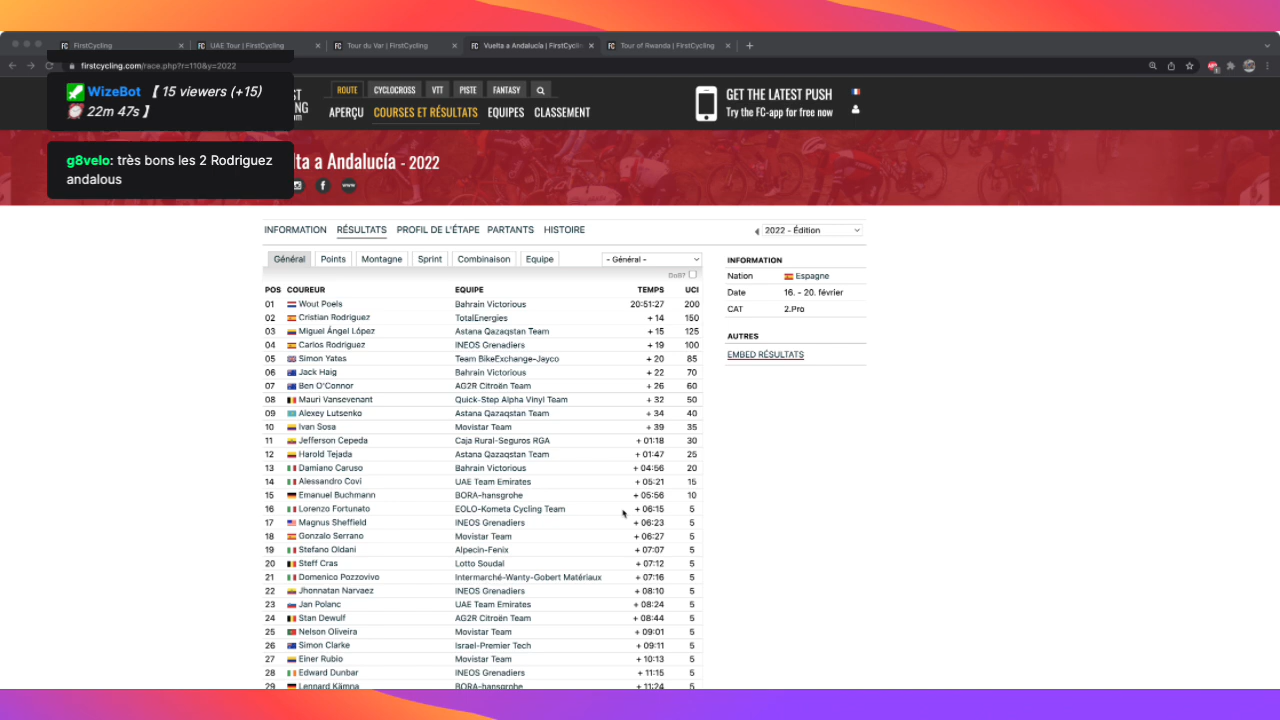 FirstCycling
UAE Tour | FirstCycling
Tour du Var | FirstCycling
Vuelta a Andalucía | FirstCyclin
Tour of Rwanda | FirstCycling
firstcycling.com/race.php?r=110&y=2022
WizeBot 【 15 viewers (+15)
22m 47s 】
g8velo: très bons les 2 Rodriguez
andalous
ROUTE CYCLOCROSS VTT PISTE FANTASY
APERÇU COURSES ET RÉSULTATS EQUIPES CLASSEMENT
GET THE LATEST PUSH
Try the FC-app for free now
lta a Andalucía - 2022
www
INFORMATION RÉSULTATS PROFIL DE L'ÉTAPE PARTANTS HISTOIRE
2022 - Édition
Général Points Montagne Sprint Combinaison Equipe
- Général -
GoR?
POS COUREUR EQUIPE TEMPS UCI
01 Wout Poels Bahrain Victorious 20:51:27 200
02 Cristian Rodriguez TotalEnergies + 14 150
03 Miguel Ángel López Astana Qazaqstan Team + 15 125
04 Carlos Rodriguez INEOS Grenadiers + 19 100
05 Simon Yates Team BikeExchange-Jayco + 20 85
06 Jack Haig Bahrain Victorious + 22 70
07 Ben O'Connor AG2R Citroën Team + 26 60
08 Mauri Vansevenant Quick-Step Alpha Vinyl Team + 32 50
09 Alexey Lutsenko Astana Qazaqstan Team + 34 40
10 Ivan Sosa Movistar Team + 39 35
11 Jefferson Cepeda Caja Rural-Seguros RGA + 01:18 30
12 Harold Tejada Astana Qazaqstan Team + 01:47 25
13 Damiano Caruso Bahrain Victorious + 04:56 20
14 Alessandro Covi UAE Team Emirates + 05:21 15
15 Emanuel Buchmann BORA-hansgrohe + 05:56 10
16 Lorenzo Fortunato EOLO-Kometa Cycling Team + 06:15 5
17 Magnus Sheffield INEOS Grenadiers + 06:23 5
18 Gonzalo Serrano Movistar Team + 06:27 5
19 Stefano Oldani Alpecin-Fenix + 07:07 5
20 Steff Cras Lotto Soudal + 07:12 5
21 Domenico Pozzovivo Intermarché-Wanty-Gobert Matériaux + 07:16 5
22 Jhonnatan Narvaez INEOS Grenadiers + 08:10 5
23 Jan Polanc UAE Team Emirates + 08:24 5
24 Stan Dewulf AG2R Citroën Team + 08:44 5
25 Nelson Oliveira Movistar Team + 09:01 5
26 Simon Clarke Israel-Premier Tech + 09:11 5
27 Einer Rubio Movistar Team + 10:13 5
28 Edward Dunbar INEOS Grenadiers + 11:15 5
29 Lennard Kämna BORA-hansgrohe + 11:24 5
INFORMATION
Nation Espagne
Date 16. - 20. février
CAT 2.Pro
AUTRES
EMBED RÉSULTATS